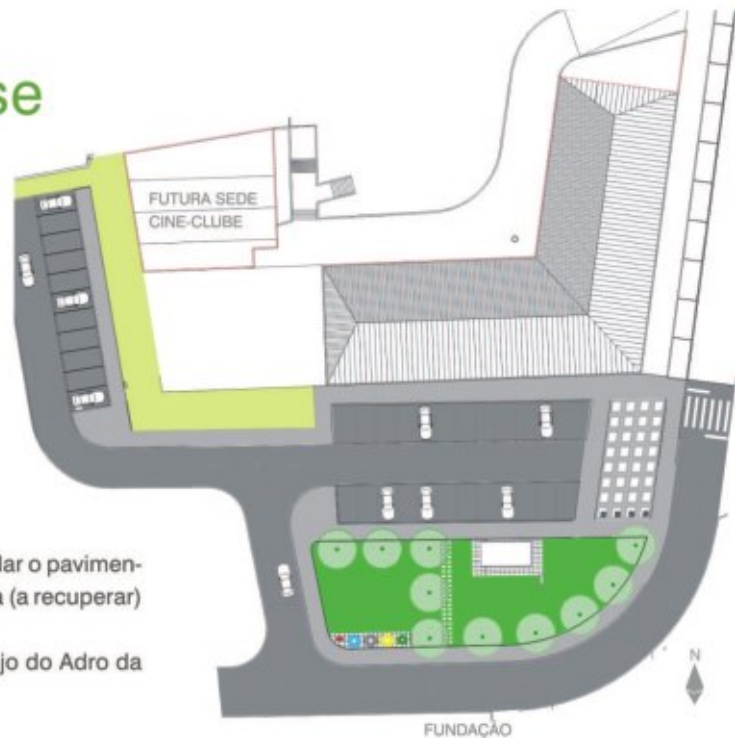 se
FUTURA SEDE
CINE-CLUBE
lar o pavimen-
a (a recuperar)
jo do Adro da
N
FUNDAÇÃO